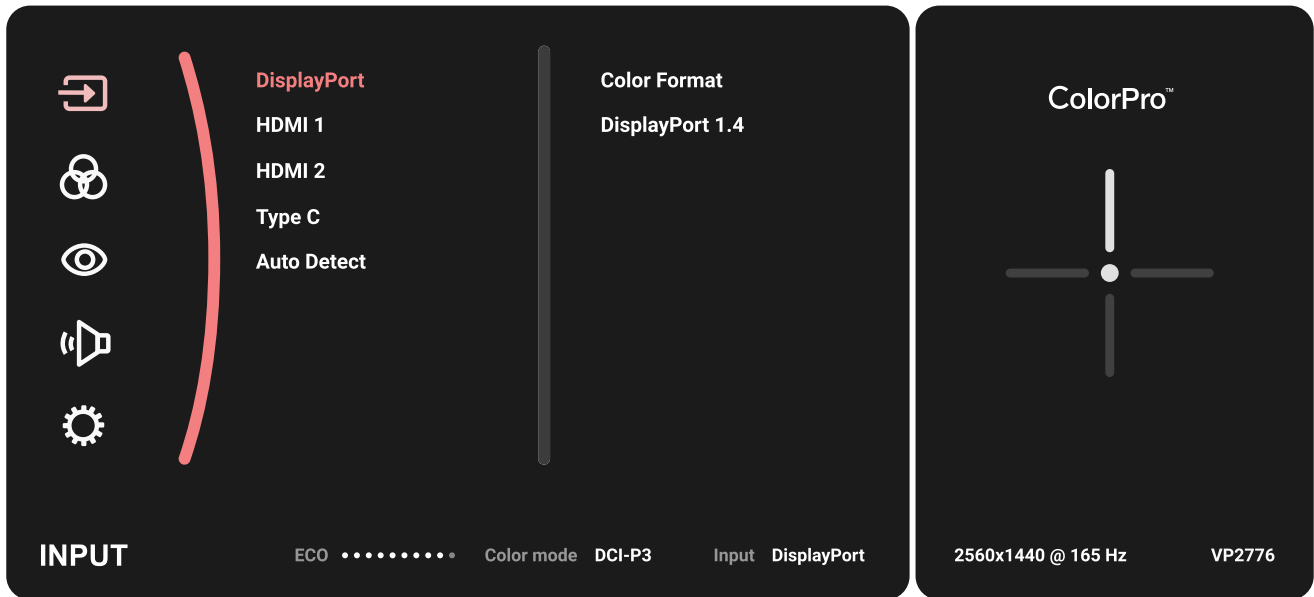 DisplayPort
HDMI 1
HDMI 2
Type C
Auto Detect
Color Format
DisplayPort 1.4
INPUT
ECO
Color mode DCI-P3
Input DisplayPort
ColorPro™
2560x1440 @ 165 Hz
VP2776